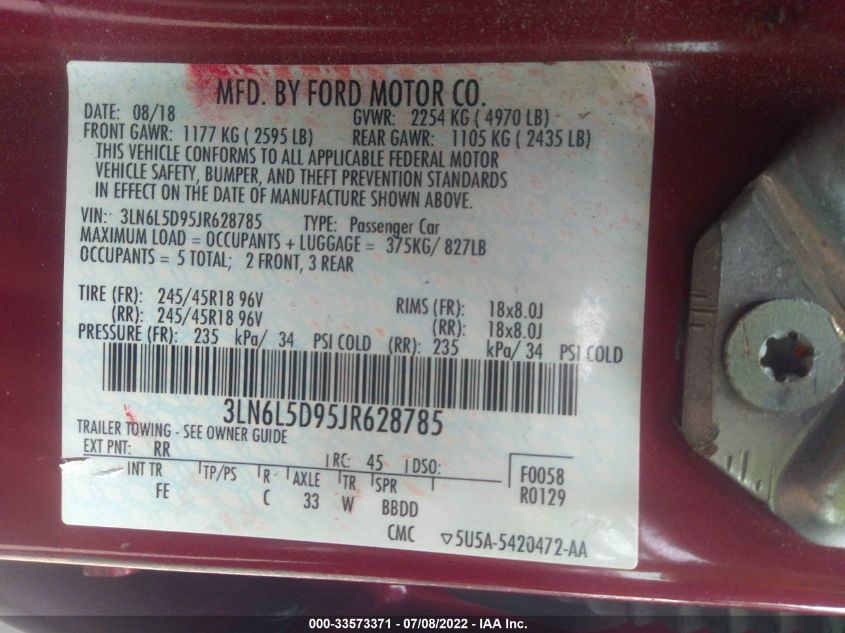 MFD. BY FORD MOTOR CO.
DATE: 08/18 GVWR: 2254 KG ( 4970 LB)
FRONT GAWR: 1177 KG ( 2595 LB) REAR GAWR: 1105 KG ( 2435 LB)
THIS VEHICLE CONFORMS TO ALL APPLICABLE FEDERAL MOTOR
VEHICLE SAFETY, BUMPER, AND THEFT PREVENTION STANDARDS
IN EFFECT ON THE DATE OF MANUFACTURE SHOWN ABOVE.
VIN: 3LN6L5D95JR628785 TYPE: Passenger Car
MAXIMUM LOAD = OCCUPANTS + LUGGAGE = 375KG/ 827LB
OCCUPANTS = 5 TOTAL; 2 FRONT, 3 REAR
TIRE (FR): 245/45R18 96V RIMS (FR): 18x8.0J
(RR): 245/45R18 96V (RR): 18x8.0J
PRESSURE (FR): 235 kPa/ 34 PSI COLD (RR): 235 kPa/ 34 PSI COLD
3LN6L5D95JR628785
TRAILER TOWING - SEE OWNER GUIDE
EXT PNT: RR RC: 45 DSO: F0058
INT TR TP/PS R AXLE TR SPR R0129
FE C 33 W BBDD
CMC ▽5U5A-5420472-AA
000-33573371 - 07/08/2022 - IAA Inc.